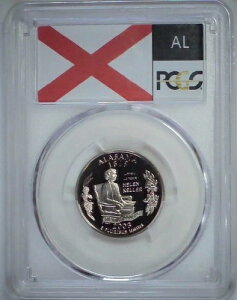 AL
PCGS
ALABAMA
1819
HELEN
KELLER
2003
E PLURIBUS UNUM